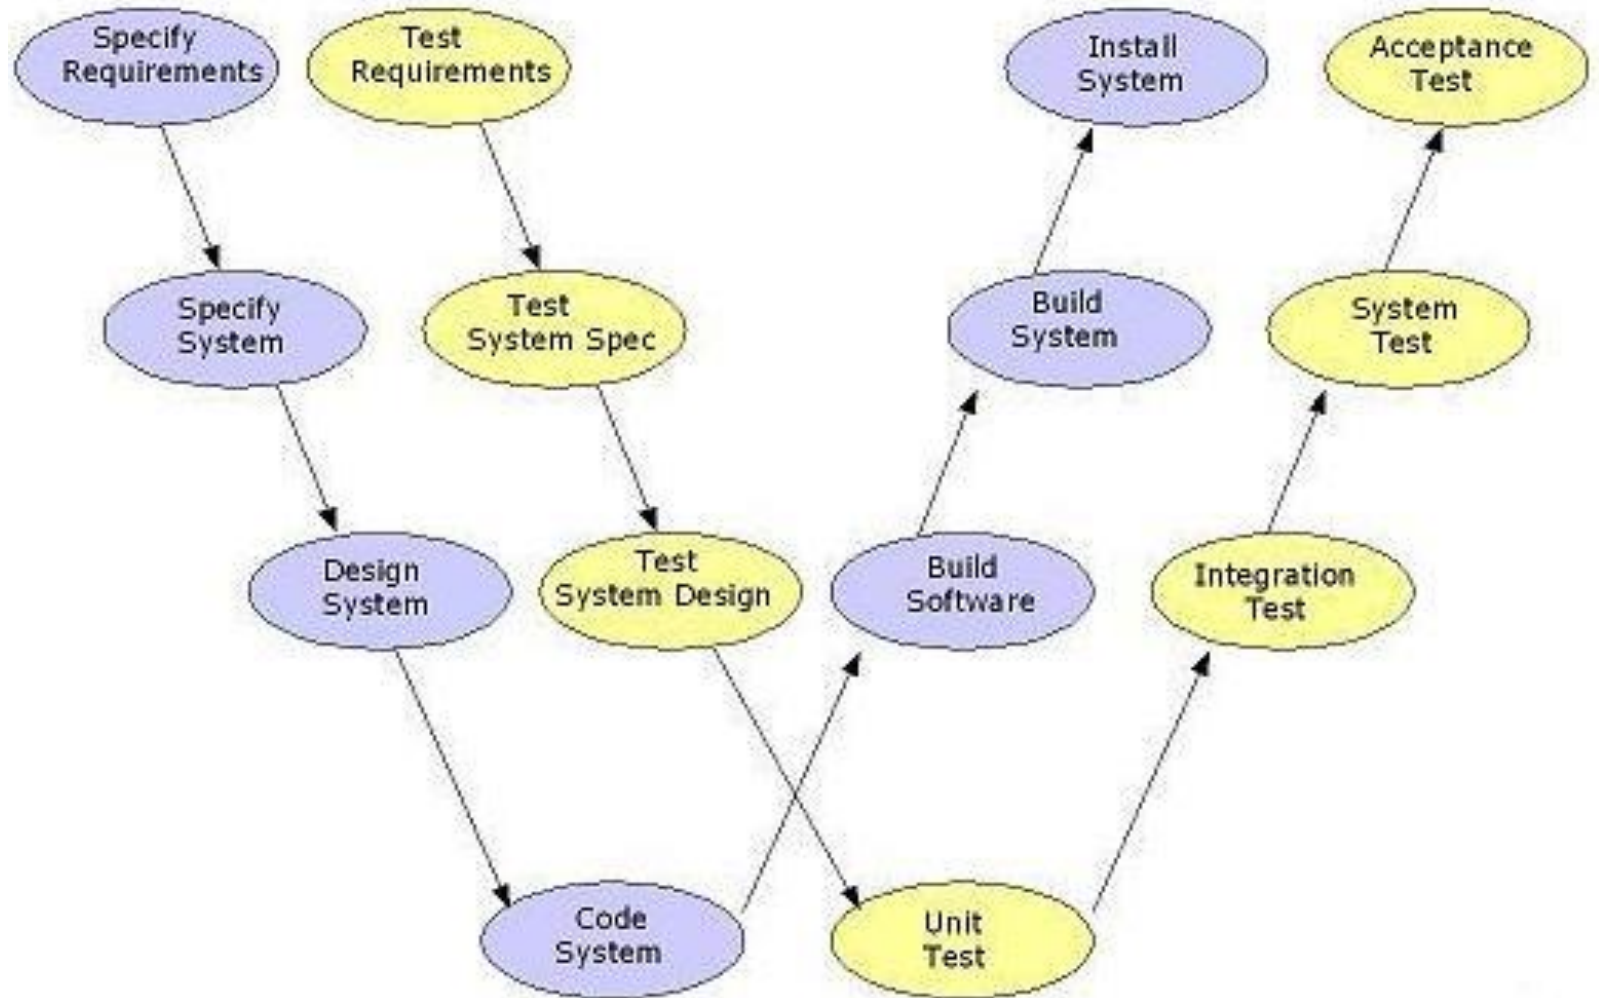 Specify
Requirements
Test
Requirements
Install
System
Acceptance
Test
Specify
System
Test
System Spec
Build
System
System
Test
Design
System
Test
System Design
Build
Software
Integration
Test
Code
System
Unit
Test